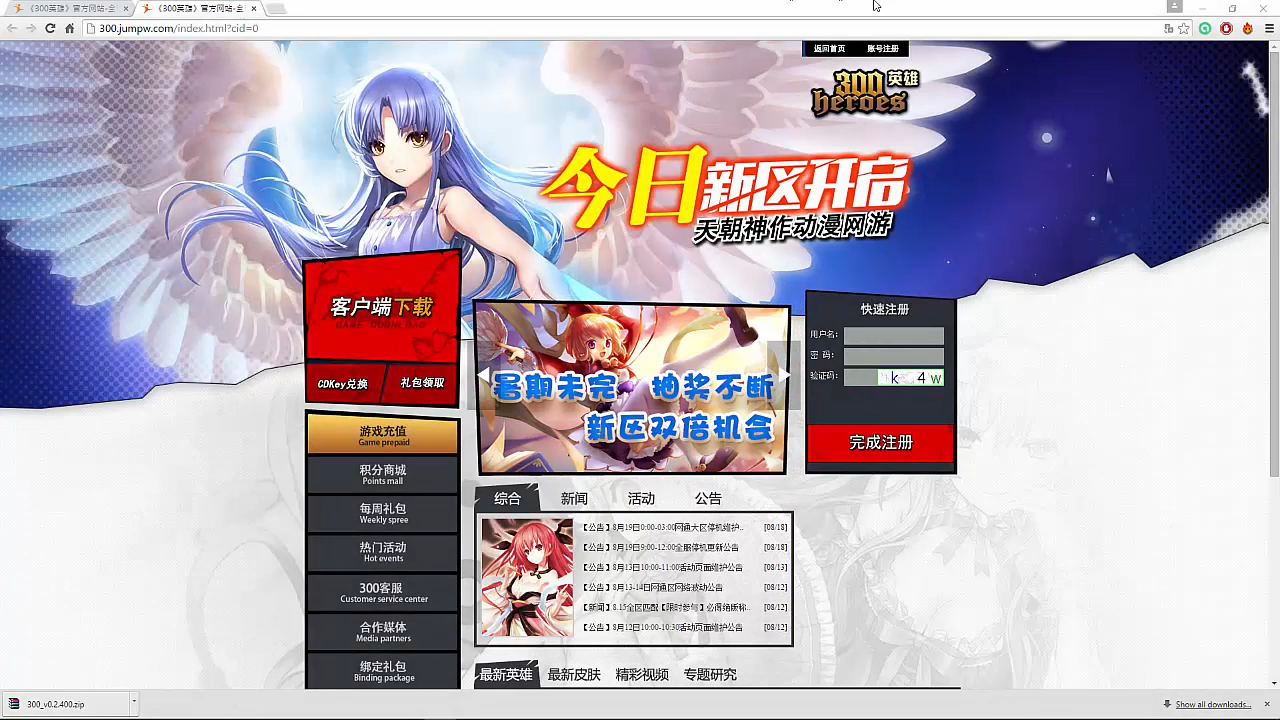 《300英雄》官方网站-全
《300英雄》官方网站-全
300.jumpw.com/index.html?cid=0
返回首页 账号注册
300英雄
heroes
今日新区开启
天朝神作动漫网游
客户端下载
GAME DOWNLOAD
CDKey兑换 礼包领取
暑期未完 抽奖不断
新区双倍机会
快速注册
用户名:
密 码:
验证码: k 4 w
完成注册
游戏充值
Game prepaid
积分商城
Points mall
每周礼包
Weekly spree
热门活动
Hot events
300客服
Customer service center
合作媒体
Media partners
绑定礼包
Binding package
综合 新闻 活动 公告
【公告】8月19日0:00-03:00网通大区停机维护.. [08/18]
【公告】8月19日9:00-12:00全服停机更新公告 [08/18]
【公告】8月13日10:00-11:00活动页面维护公告 [08/13]
【公告】8月13-14日网通区网络波动公告 [08/12]
【新闻】8.15全区匹配【限时参与】必得绝版称.. [08/12]
【公告】8月12日10:00-10:30活动页面维护公告 [08/12]
最新英雄 最新皮肤 精彩视频 专题研究
300_v0.2.400.zip
Show all downloads...